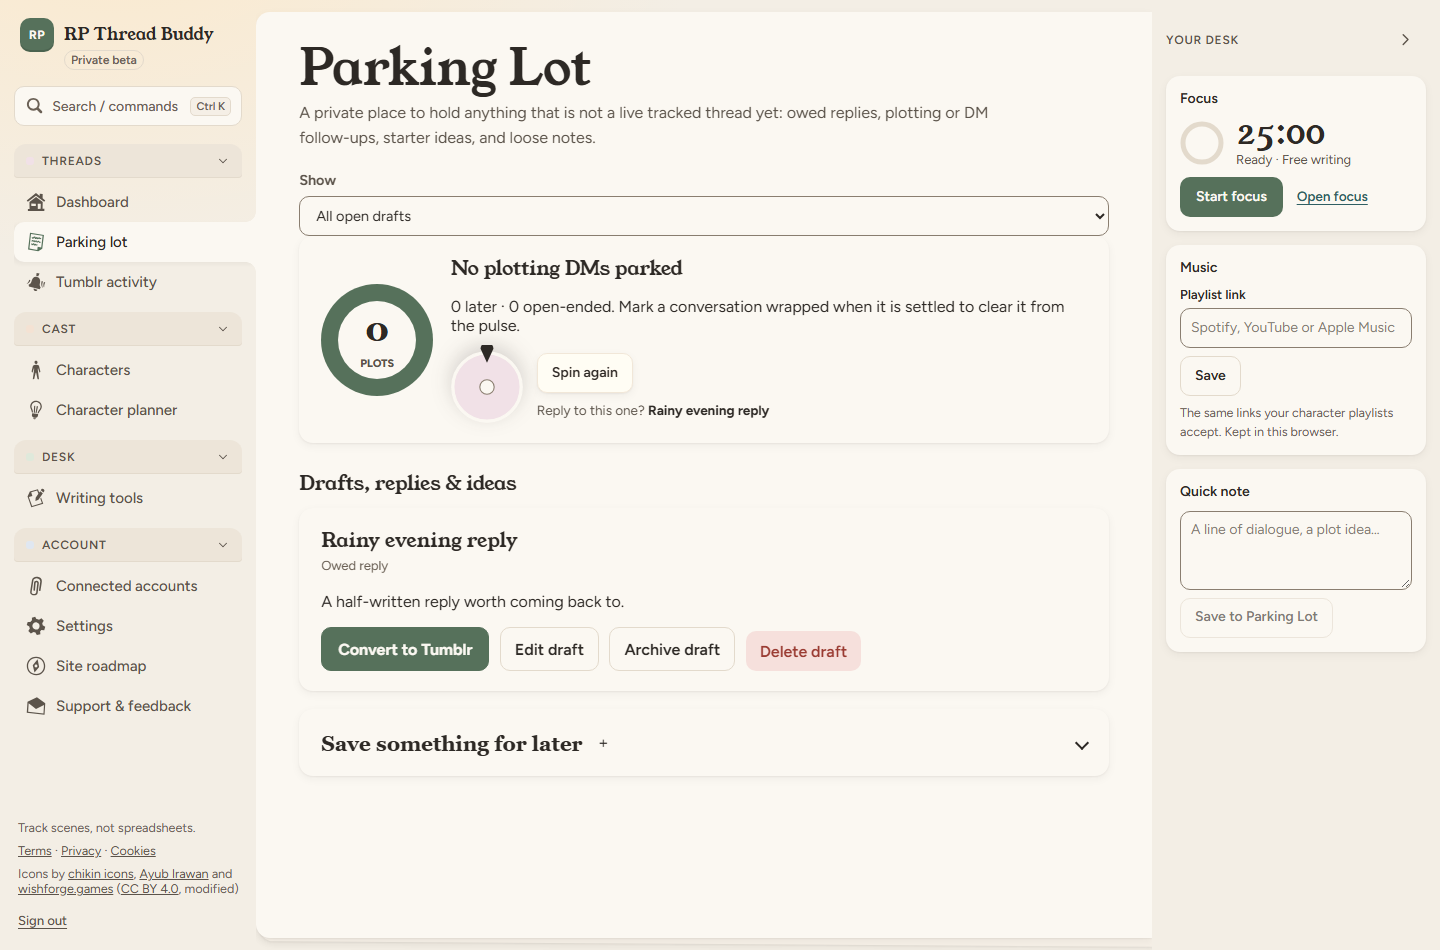 RP
RP Thread Buddy
Private beta
Search / commands
Ctrl K
THREADS
Dashboard
Parking lot
Tumblr activity
CAST
Characters
Character planner
DESK
Writing tools
ACCOUNT
Connected accounts
Settings
Site roadmap
Support & feedback
Track scenes, not spreadsheets.
Terms · Privacy · Cookies
Icons by chikin icons, Ayub Irawan and
wishforge.games (CC BY 4.0, modified)
Sign out
Parking Lot
A private place to hold anything that is not a live tracked thread yet: owed replies, plotting or DM
follow-ups, starter ideas, and loose notes.
Show
All open drafts
0
PLOTS
No plotting DMs parked
0 later · 0 open-ended. Mark a conversation wrapped when it is settled to clear it from
the pulse.
Spin again
Reply to this one? Rainy evening reply
Drafts, replies & ideas
Rainy evening reply
Owed reply
A half-written reply worth coming back to.
Convert to Tumblr
Edit draft
Archive draft
Delete draft
Save something for later +
YOUR DESK
Focus
25:00
Ready · Free writing
Start focus
Open focus
Music
Playlist link
Spotify, YouTube or Apple Music
Save
The same links your character playlists
accept. Kept in this browser.
Quick note
A line of dialogue, a plot idea…
Save to Parking Lot